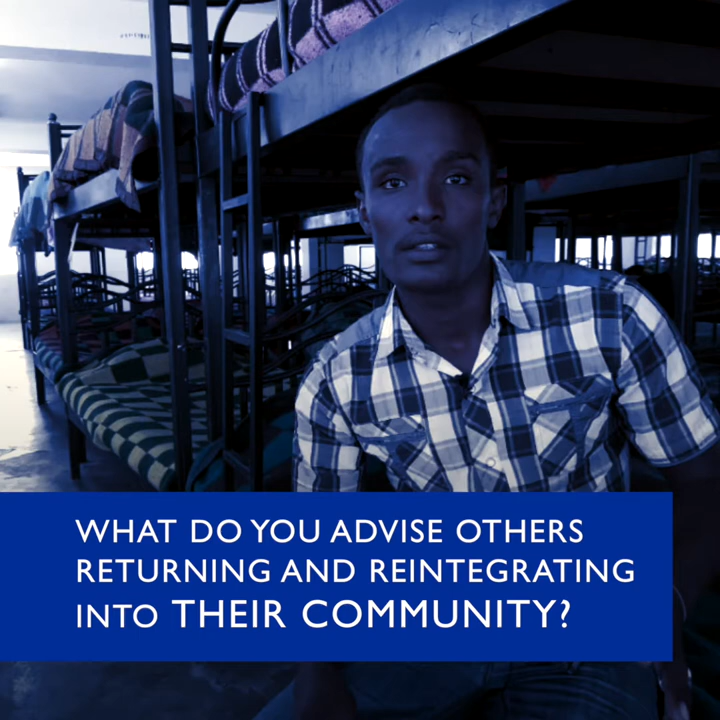 WHAT DO YOU ADVISE OTHERS
RETURNING AND REINTEGRATING
INTO THEIR COMMUNITY?